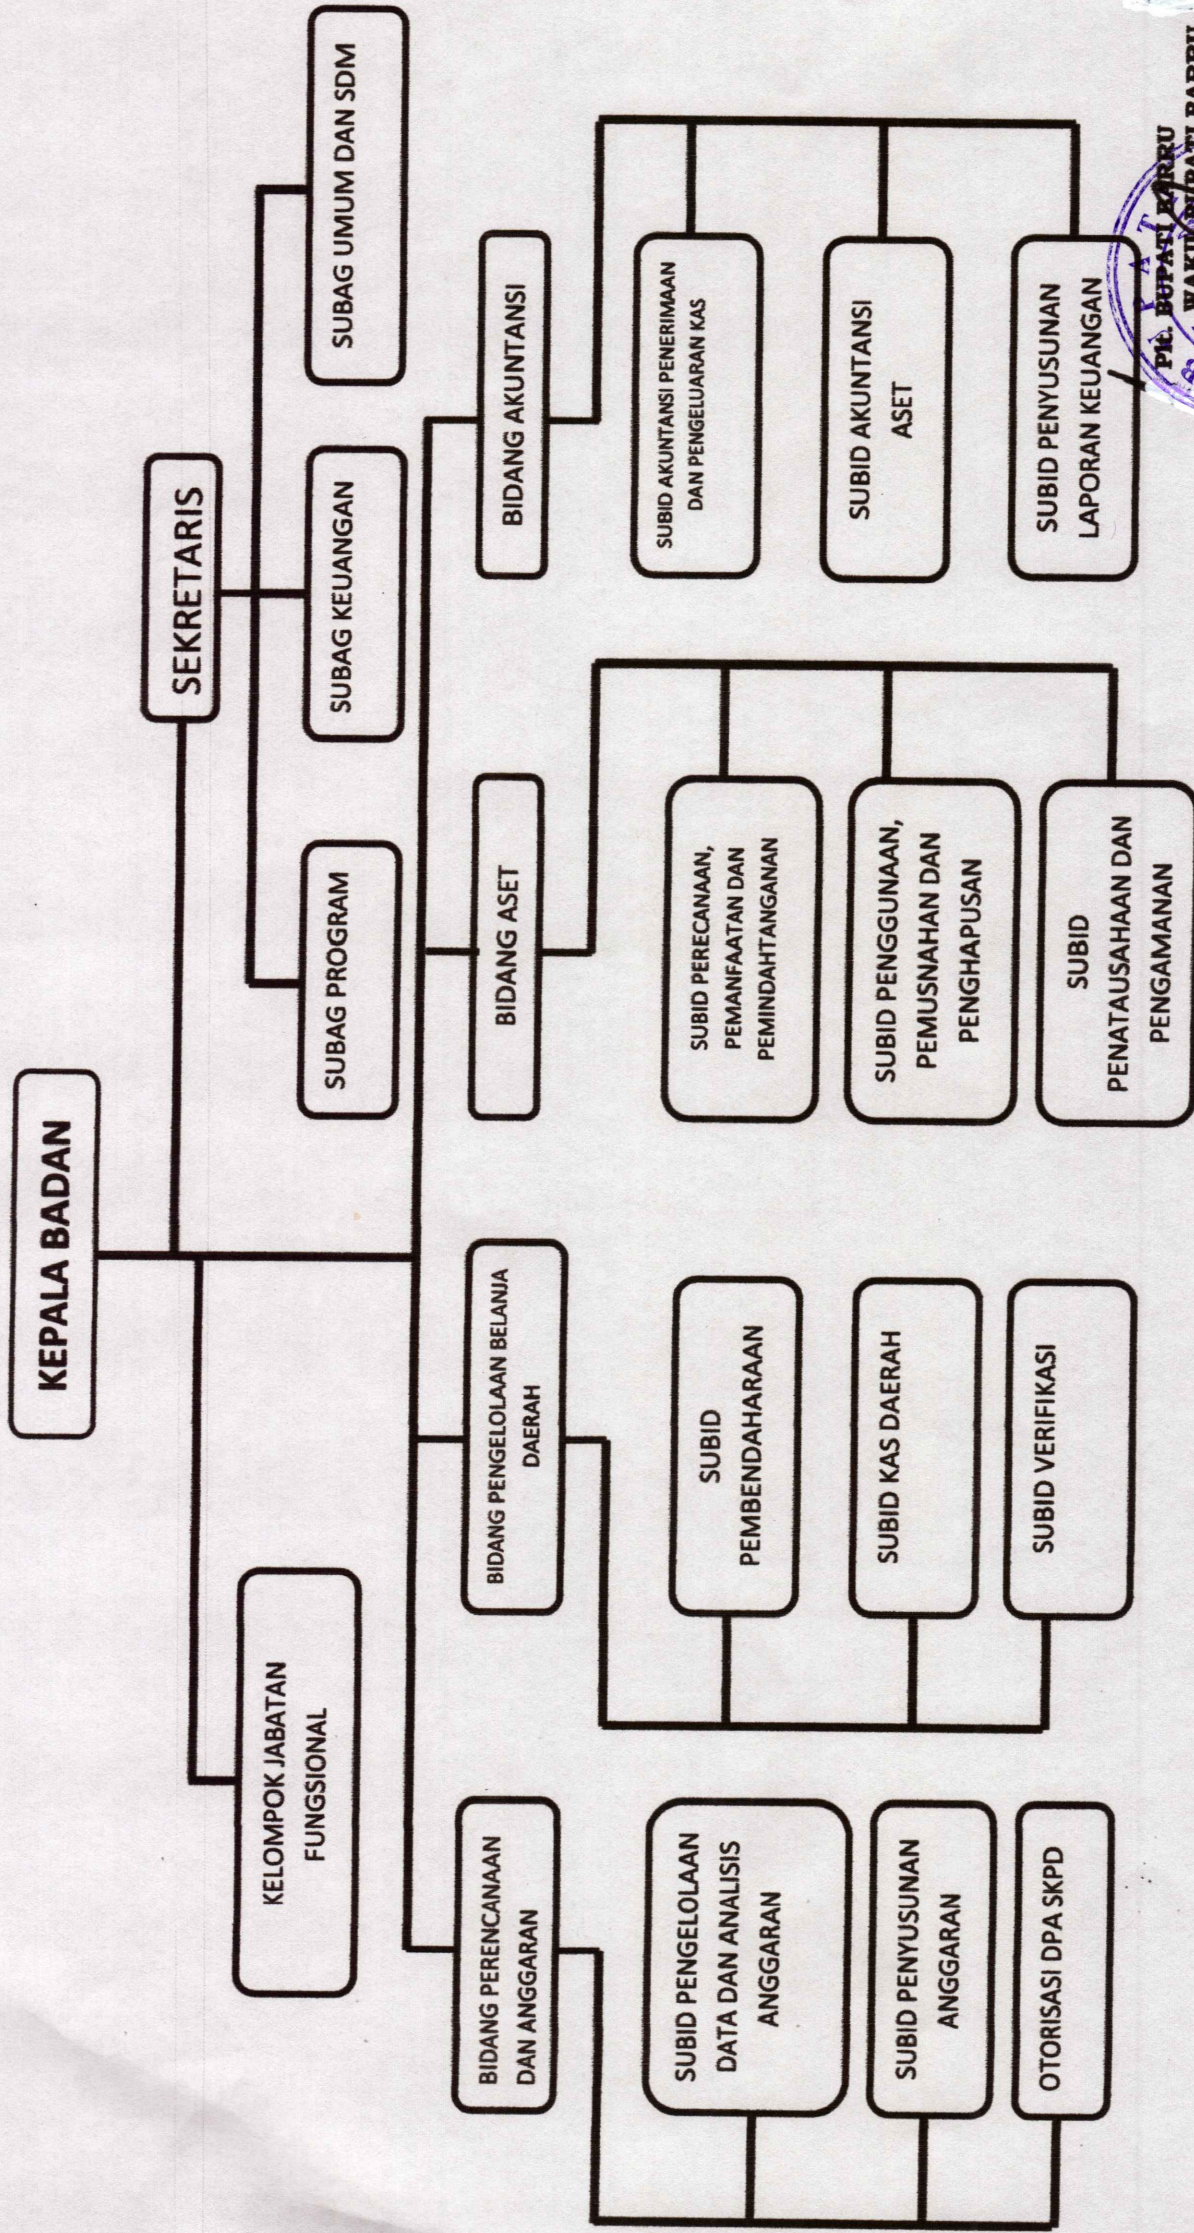 KEPALA BADAN
SEKRETARIS
KELOMPOK JABATAN
FUNGSIONAL
SUBAG PROGRAM
SUBAG KEUANGAN
SUBAG UMUM DAN SDM
BIDANG PERENCANAAN
DAN ANGGARAN
BIDANG PENGELOLAAN BELANJA
DAERAH
BIDANG ASET
BIDANG AKUNTANSI
SUBID PENGELOLAAN
DATA DAN ANALISIS
ANGGARAN
SUBID PENYUSUNAN
ANGGARAN
OTORISASI DPA SKPD
SUBID
PEMBENDAHARAAN
SUBID KAS DAERAH
SUBID VERIFIKASI
SUBID PERECANAAN,
PEMANFAATAN DAN
PEMINDAHTANGANAN
SUBID PENGGUNAAN,
PEMUSNAHAN DAN
PENGHAPUSAN
SUBID
PENATAUSAHAAN DAN
PENGAMANAN
SUBID AKUNTANSI PENERIMAAN
DAN PENGELUARAN KAS
SUBID AKUNTANSI
ASET
SUBID PENYUSUNAN
LAPORAN KEUANGAN
Plt. BUPATI BARRU
WAKIL BUPATI BARRU